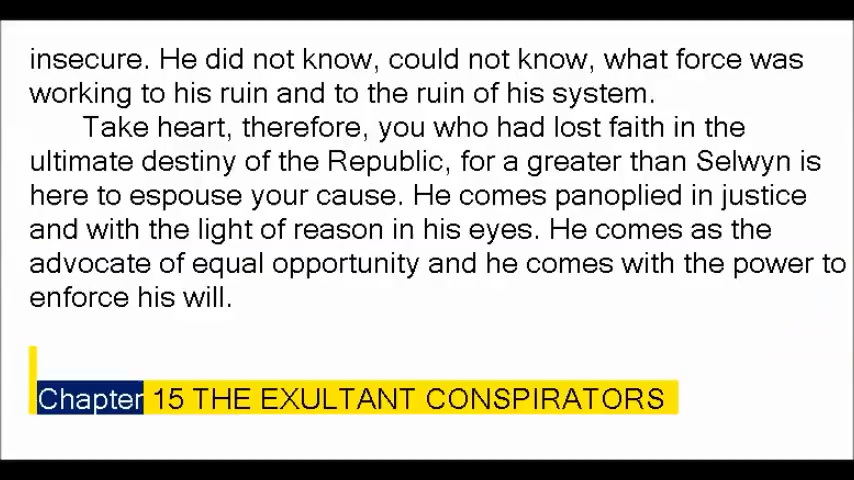 insecure. He did not know, could not know, what force was
working to his ruin and to the ruin of his system.
Take heart, therefore, you who had lost faith in the
ultimate destiny of the Republic, for a greater than Selwyn is
here to espouse your cause. He comes panoplied in justice
and with the light of reason in his eyes. He comes as the
advocate of equal opportunity and he comes with the power to
enforce his will.
Chapter 15 THE EXULTANT CONSPIRATORS